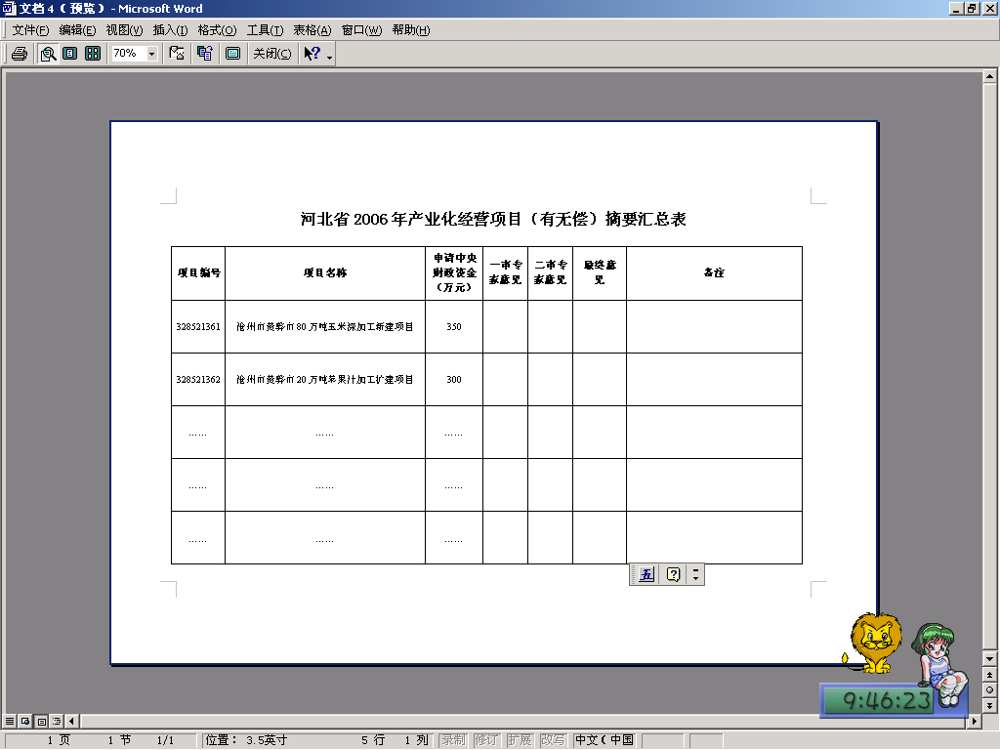 文档 4 （ 预览 ） - Microsoft Word
文件(F) 编辑(E) 视图(V) 插入(I) 格式(O) 工具(T) 表格(A) 窗口(W) 帮助(H)
70% 关闭(C)
河北省 2006 年产业化经营项目（有无偿）摘要汇总表
项目编号 项目名称 申请中央财政资金（万元） 一审专家意见 二审专家意见 最终意见 备注
328521361 沧州市黄骅市 80 万吨玉米深加工新建项目 350
328521362 沧州市黄骅市 20 万吨苹果汁加工扩建项目 300
…… …… ……
…… …… ……
…… …… ……
五
9:46:23
1 页 1 节 1/1 位置： 3.5英寸 5 行 1 列 录制 修订 扩展 改写 中文( 中国